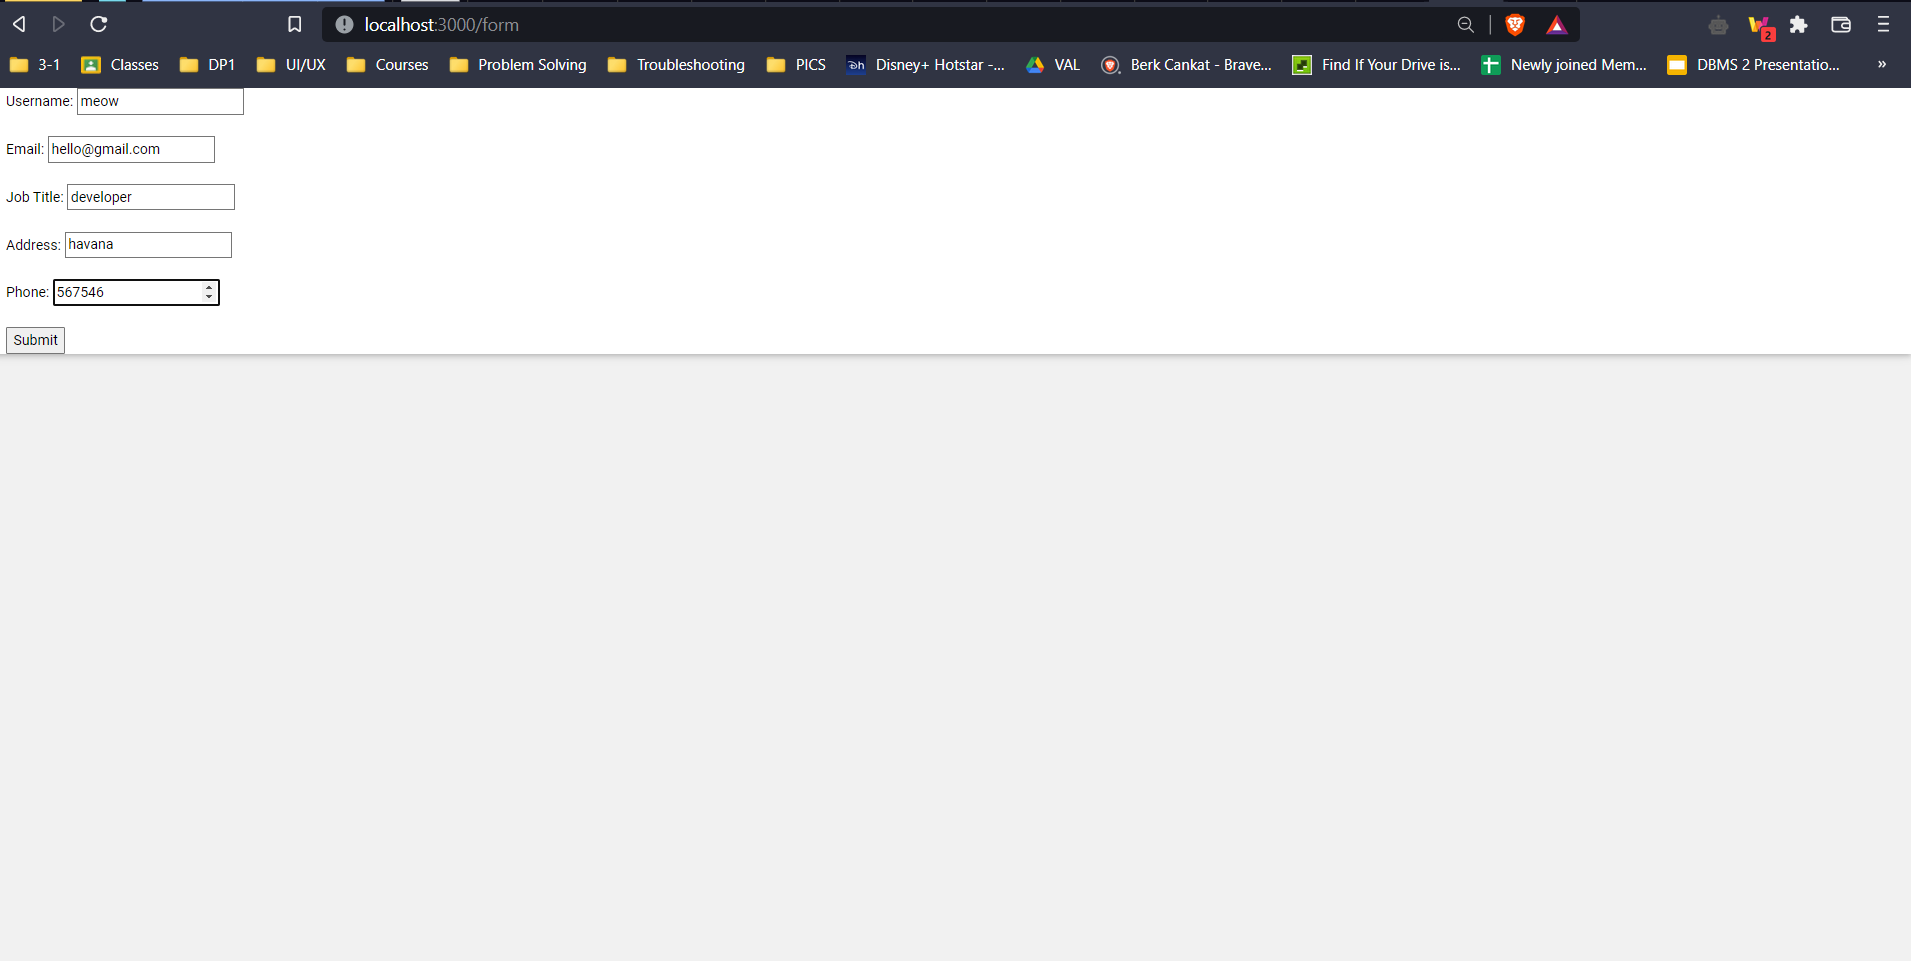 localhost:3000/form
2
3-1 Classes DP1 UI/UX Courses Problem Solving Troubleshooting PICS Disney+ Hotstar -... VAL Berk Cankat - Brave... Find If Your Drive is... Newly joined Mem... DBMS 2 Presentatio... »
Username: meow
Email: hello@gmail.com
Job Title: developer
Address: havana
Phone: 567546
Submit